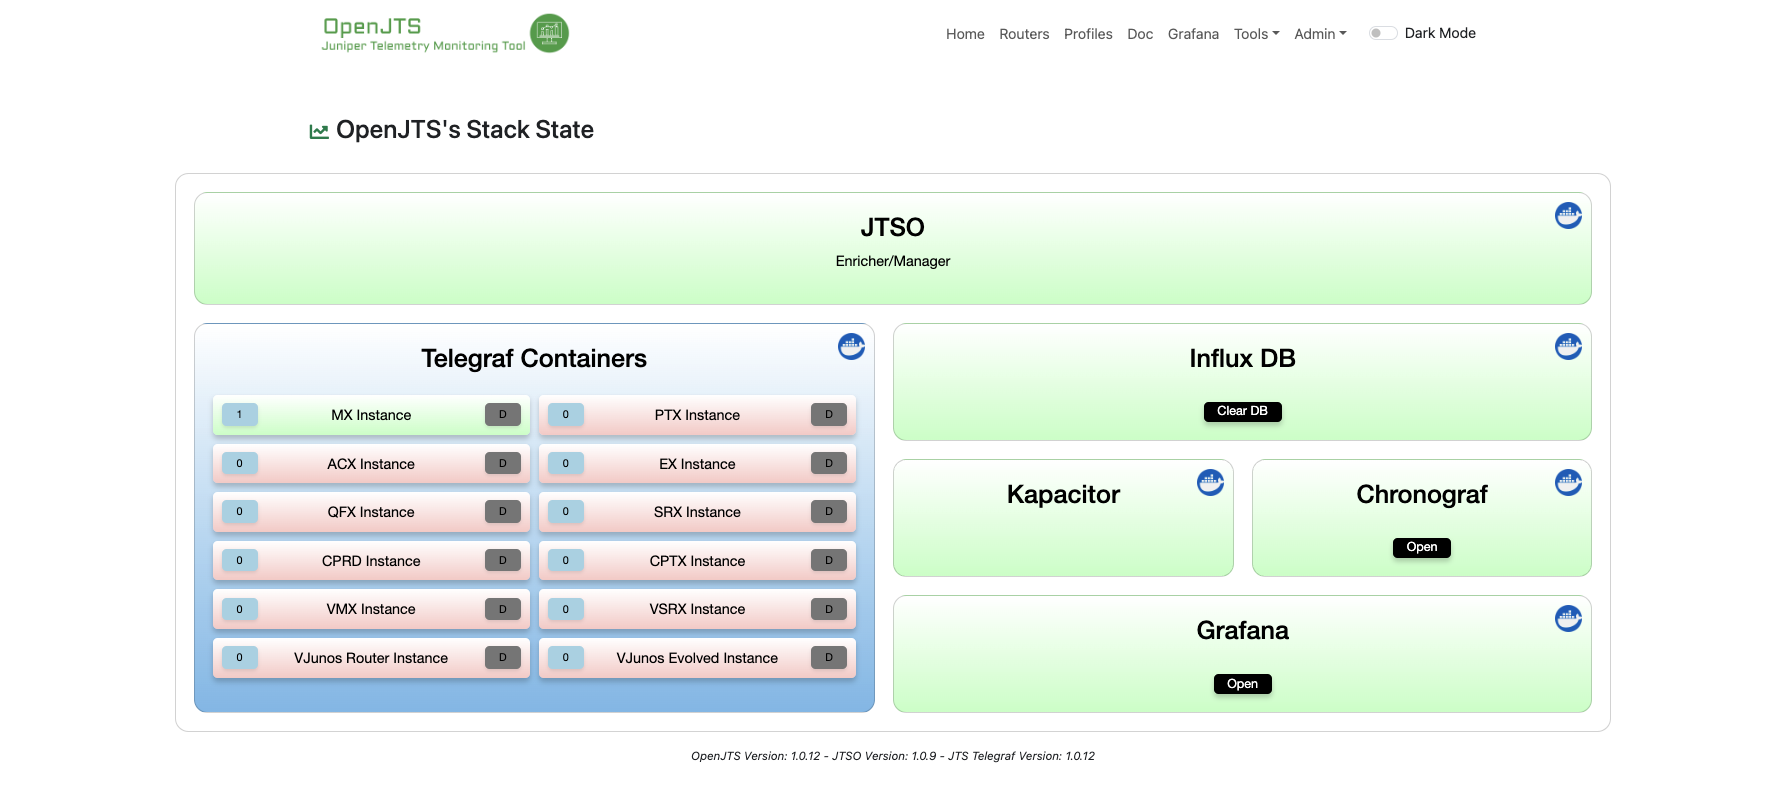 OpenJTS
Juniper Telemetry Monitoring Tool
Home Routers Profiles Doc Grafana Tools Admin Dark Mode
OpenJTS's Stack State
JTSO
Enricher/Manager
Telegraf Containers
1 MX Instance D 0 PTX Instance D
0 ACX Instance D 0 EX Instance D
0 QFX Instance D 0 SRX Instance D
0 CPRD Instance D 0 CPTX Instance D
0 VMX Instance D 0 VSRX Instance D
0 VJunos Router Instance D 0 VJunos Evolved Instance D
Influx DB
Clear DB
Kapacitor
Chronograf
Open
Grafana
Open
OpenJTS Version: 1.0.12 - JTSO Version: 1.0.9 - JTS Telegraf Version: 1.0.12